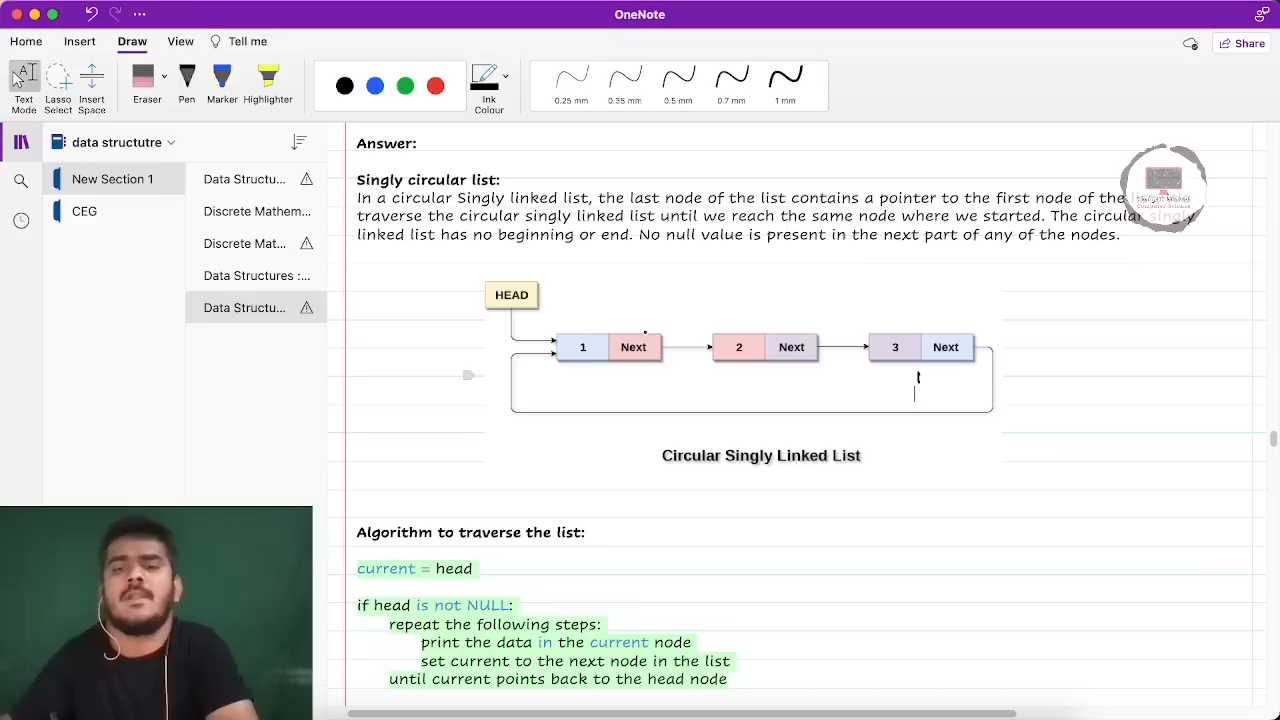 OneNote
Home Insert Draw View Tell me
Share
Text Mode
Lasso Select
Insert Space
Eraser
Pen
Marker
Highlighter
Ink Colour
0.25 mm
0.35 mm
0.5 mm
0.7 mm
1 mm
data structutre
New Section 1
CEG
Data Structu...
Discrete Mathem...
Discrete Mat...
Data Structures :...
Data Structu...
Answer:
Singly circular list:
In a circular singly linked list, the last node of the list contains a pointer to the first node of the
traverse the circular singly linked list until we reach the same node where we started. The circular singly
linked list has no beginning or end. No null value is present in the next part of any of the nodes.
HEAD
1 Next
2 Next
3 Next
Circular Singly Linked List
Algorithm to traverse the list:
current = head
if head is not NULL:
repeat the following steps:
print the data in the current node
set current to the next node in the list
until current points back to the head node